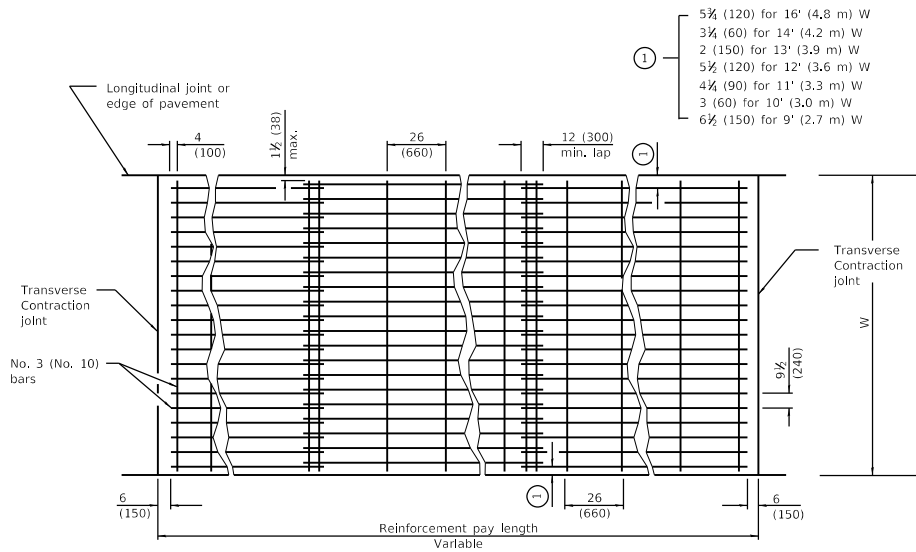 5¾ (120) for 16' (4.8 m) W
3¼ (60) for 14' (4.2 m) W
2 (150) for 13' (3.9 m) W
5½ (120) for 12' (3.6 m) W
4¼ (90) for 11' (3.3 m) W
3 (60) for 10' (3.0 m) W
6½ (150) for 9' (2.7 m) W
1
Longitudinal joint or
edge of pavement
4
(100)
1½ (38)
max.
26
(660)
12 (300)
min. lap
1
Transverse
Contraction
joint
Transverse
Contraction
joint
W
No. 3 (No. 10)
bars
9½
(240)
6
(150)
1
26
(660)
6
(150)
Reinforcement pay length
Variable